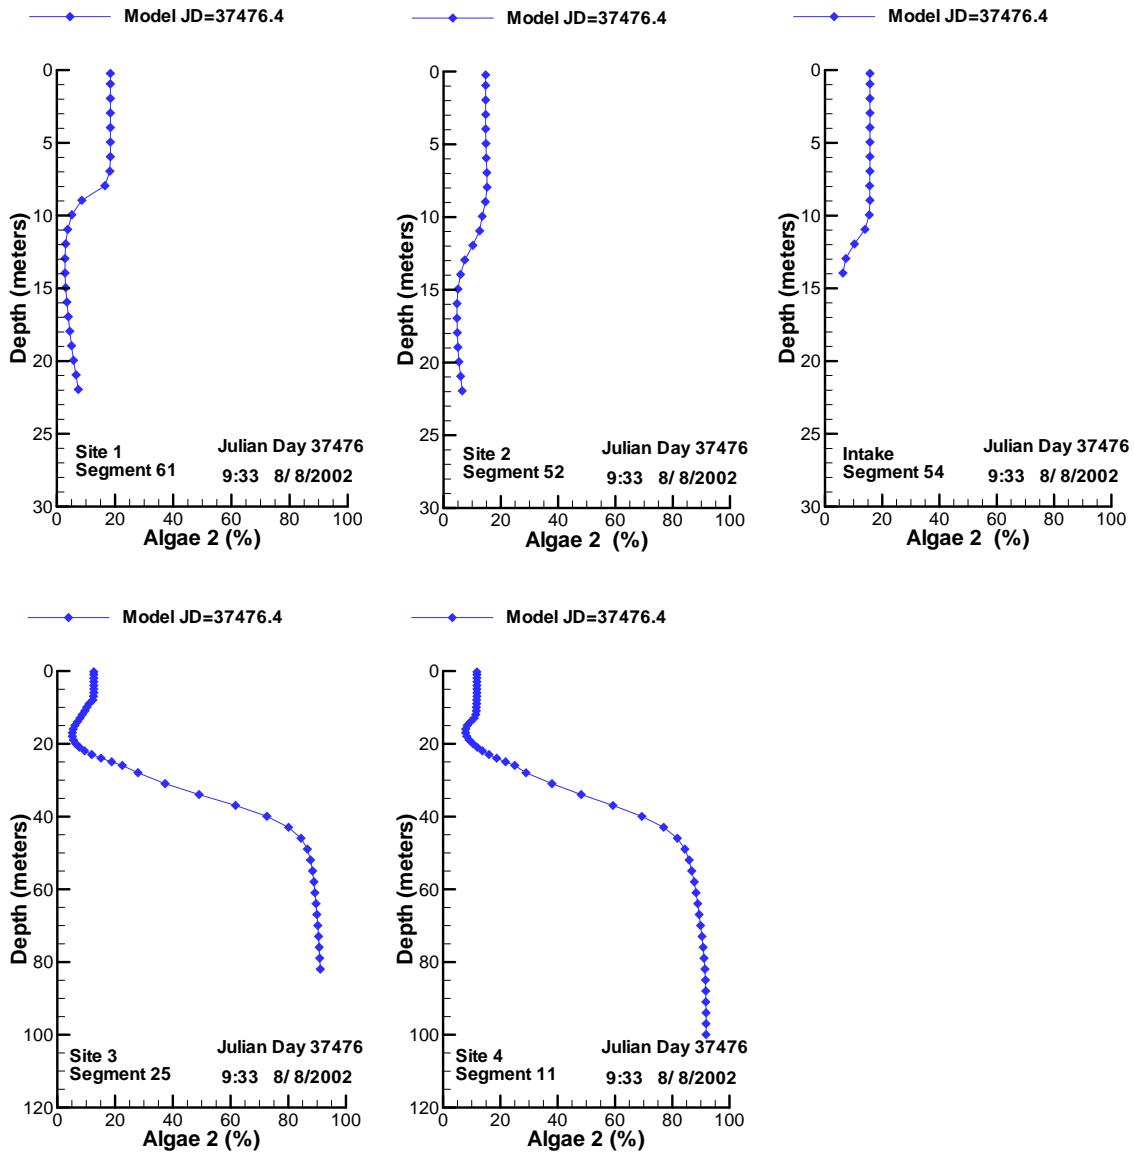 Model JD=37476.4
0
5
10
15
20
25
30
Depth (meters)
Site 1
Segment 61
Julian Day 37476
9:33 8/ 8/2002
0 20 40 60 80 100
Algae 2 (%)
Model JD=37476.4
0
5
10
15
20
25
30
Depth (meters)
Site 2
Segment 52
Julian Day 37476
9:33 8/ 8/2002
0 20 40 60 80 100
Algae 2 (%)
Model JD=37476.4
0
5
10
15
20
25
30
Depth (meters)
Intake
Segment 54
Julian Day 37476
9:33 8/ 8/2002
0 20 40 60 80 100
Algae 2 (%)
Model JD=37476.4
0
20
40
60
80
100
120
Depth (meters)
Site 3
Segment 25
Julian Day 37476
9:33 8/ 8/2002
0 20 40 60 80 100
Algae 2 (%)
Model JD=37476.4
0
20
40
60
80
100
120
Depth (meters)
Site 4
Segment 11
Julian Day 37476
9:33 8/ 8/2002
0 20 40 60 80 100
Algae 2 (%)